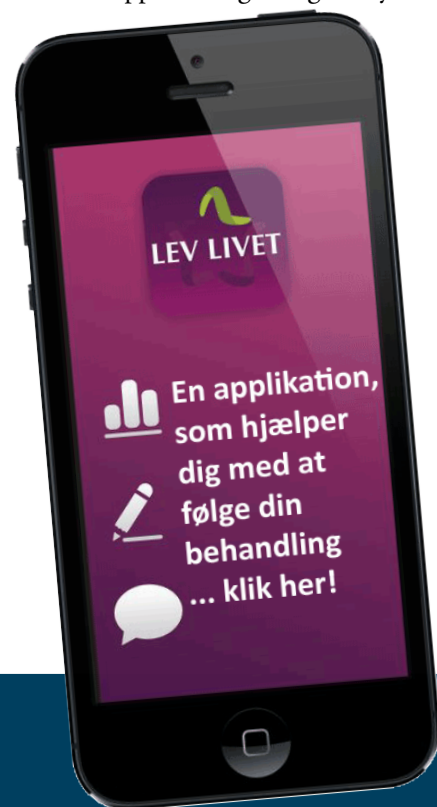 LEV LIVET
En applikation,
som hjælper
dig med at
følge din
behandling
... klik her!